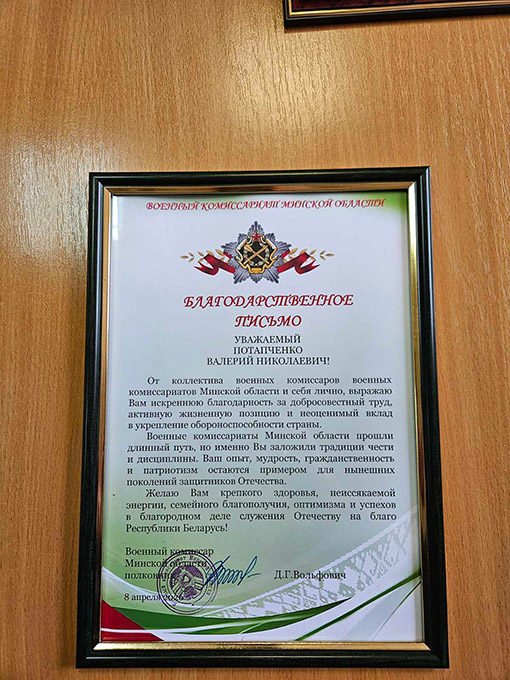 ВОЕННЫЙ КОМИССАРИАТ МИНСКОЙ ОБЛАСТИ
БЛАГОДАРСТВЕННОЕ
ПИСЬМО
УВАЖАЕМЫЙ
ПОТАПЧЕНКО
ВАЛЕРИЙ НИКОЛАЕВИЧ!
От коллектива военных комиссаров военных
комиссариатов Минской области и себя лично, выражаю
Вам искреннюю благодарность за добросовестный труд,
активную жизненную позицию и неоценимый вклад
в укрепление обороноспособности страны.
Военные комиссариаты Минской области прошли
длинный путь, но именно Вы заложили традиции чести
и дисциплины. Ваш опыт, мудрость, гражданственность
и патриотизм остаются примером для нынешних
поколений защитников Отечества.
Желаю Вам крепкого здоровья, неиссякаемой
энергии, семейного благополучия, оптимизма и успехов
в благородном деле служения Отечеству на благо
Республики Беларусь!
Военный комиссар
Минской области
полковник Д.Г.Вольфович
8 апреля